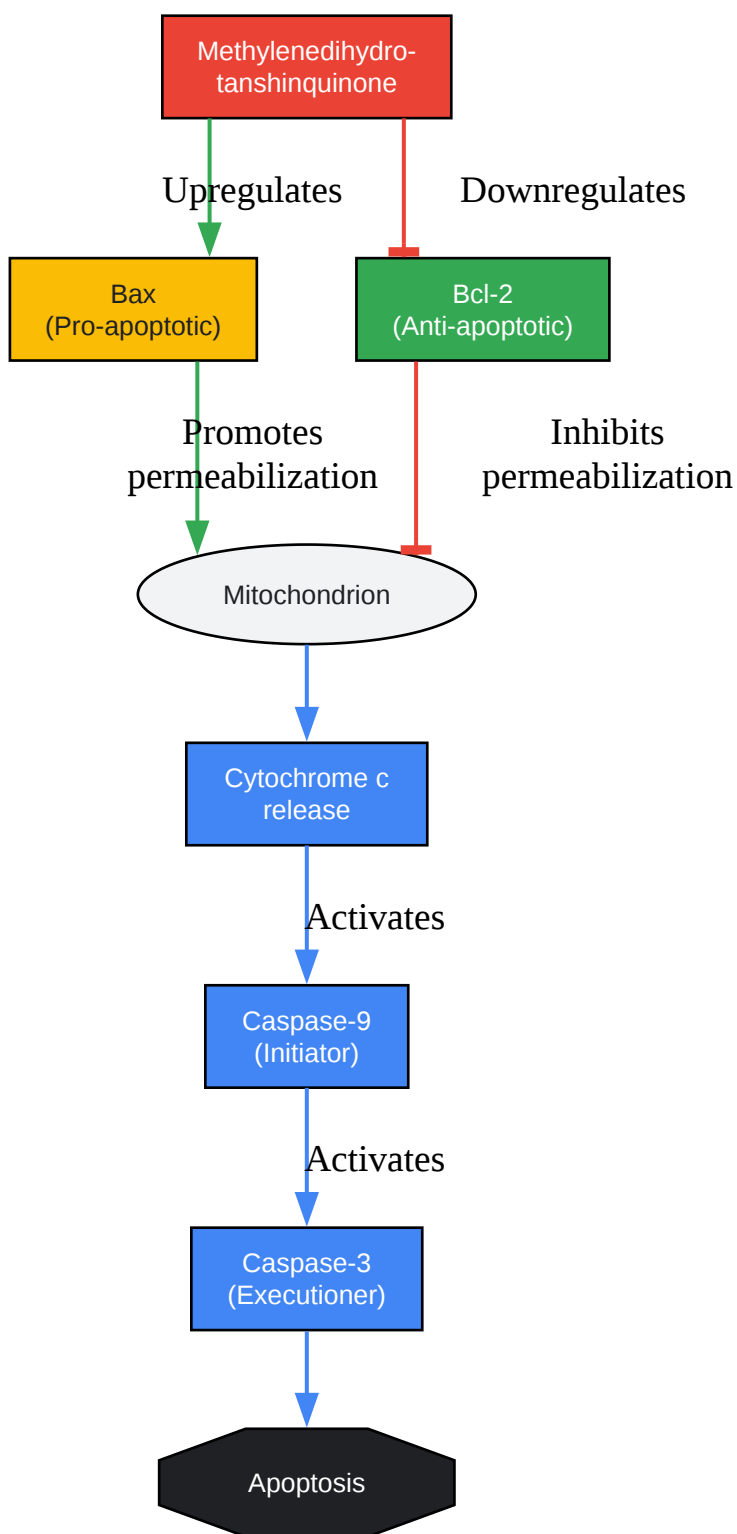 Methylenedihydro-
tanshinquinone
Upregulates
Downregulates
Bax
(Pro-apoptotic)
Bcl-2
(Anti-apoptotic)
Promotes
permeabilization
Inhibits
permeabilization
Mitochondrion
Cytochrome c
release
Activates
Caspase-9
(Initiator)
Activates
Caspase-3
(Executioner)
Apoptosis